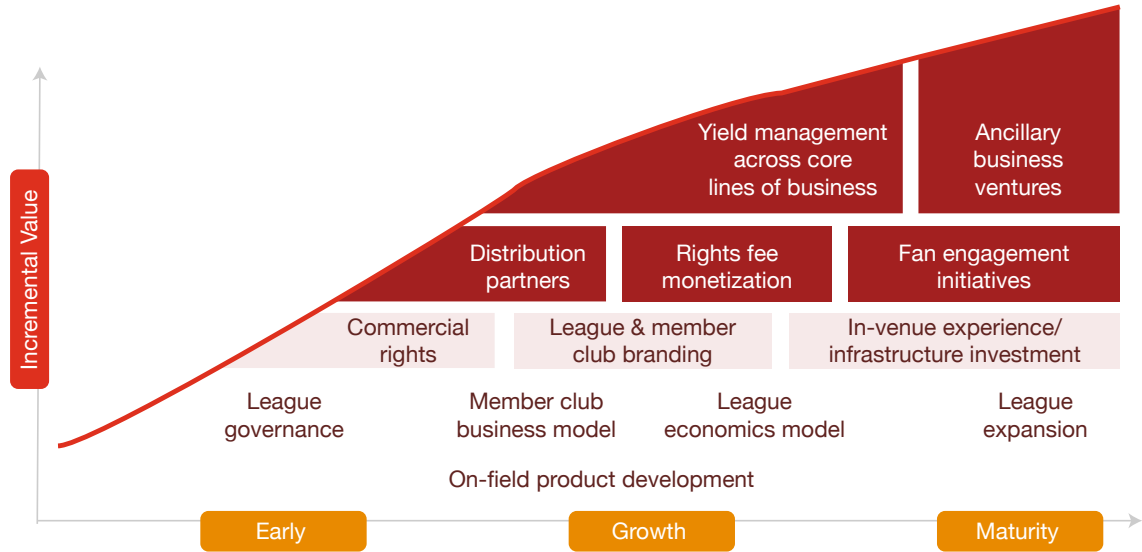 Yield management
across core
lines of business
Ancillary
business
ventures
Incremental Value
Distribution
partners
Rights fee
monetization
Fan engagement
initiatives
Commercial
rights
League & member
club branding
In-venue experience/
infrastructure investment
League
governance
Member club
business model
League
economics model
League
expansion
On-field product development
Early
Growth
Maturity